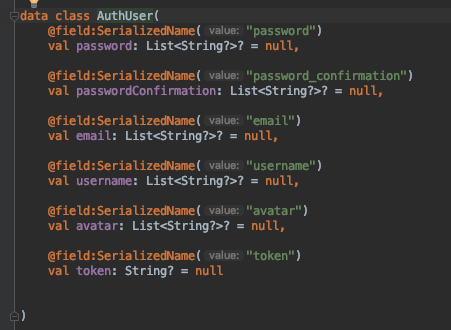 data class AuthUser(
@field:SerializedName( value: "password")
val password: List<String?>? = null,
@field:SerializedName( value: "password_confirmation")
val passwordConfirmation: List<String?>? = null,
@field:SerializedName( value: "email")
val email: List<String?>? = null,
@field:SerializedName( value: "username")
val username: List<String?>? = null,
@field:SerializedName( value: "avatar")
val avatar: List<String?>? = null,
@field:SerializedName( value: "token")
val token: String? = null
)